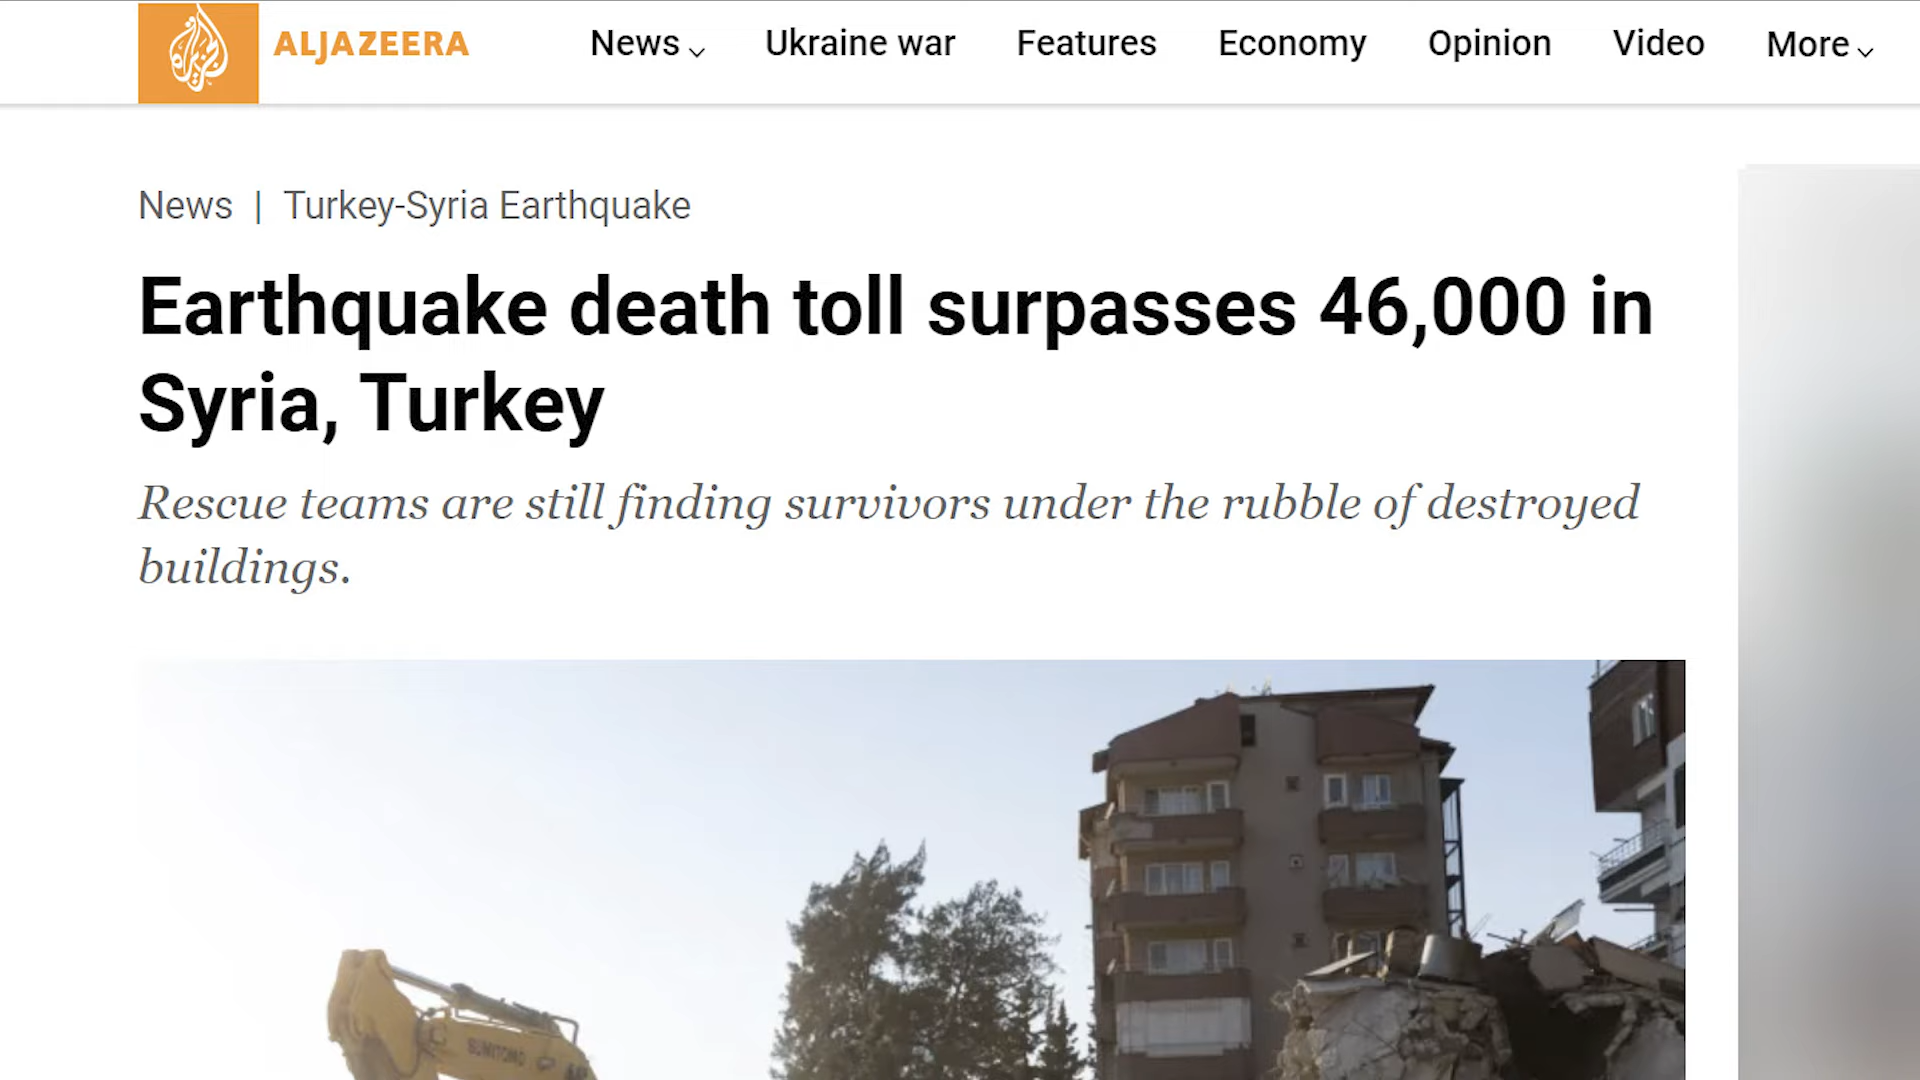 ALJAZEERA
News Ukraine war Features Economy Opinion Video More
News | Turkey-Syria Earthquake
Earthquake death toll surpasses 46,000 in
Syria, Turkey
Rescue teams are still finding survivors under the rubble of destroyed
buildings.
SUMITOMO